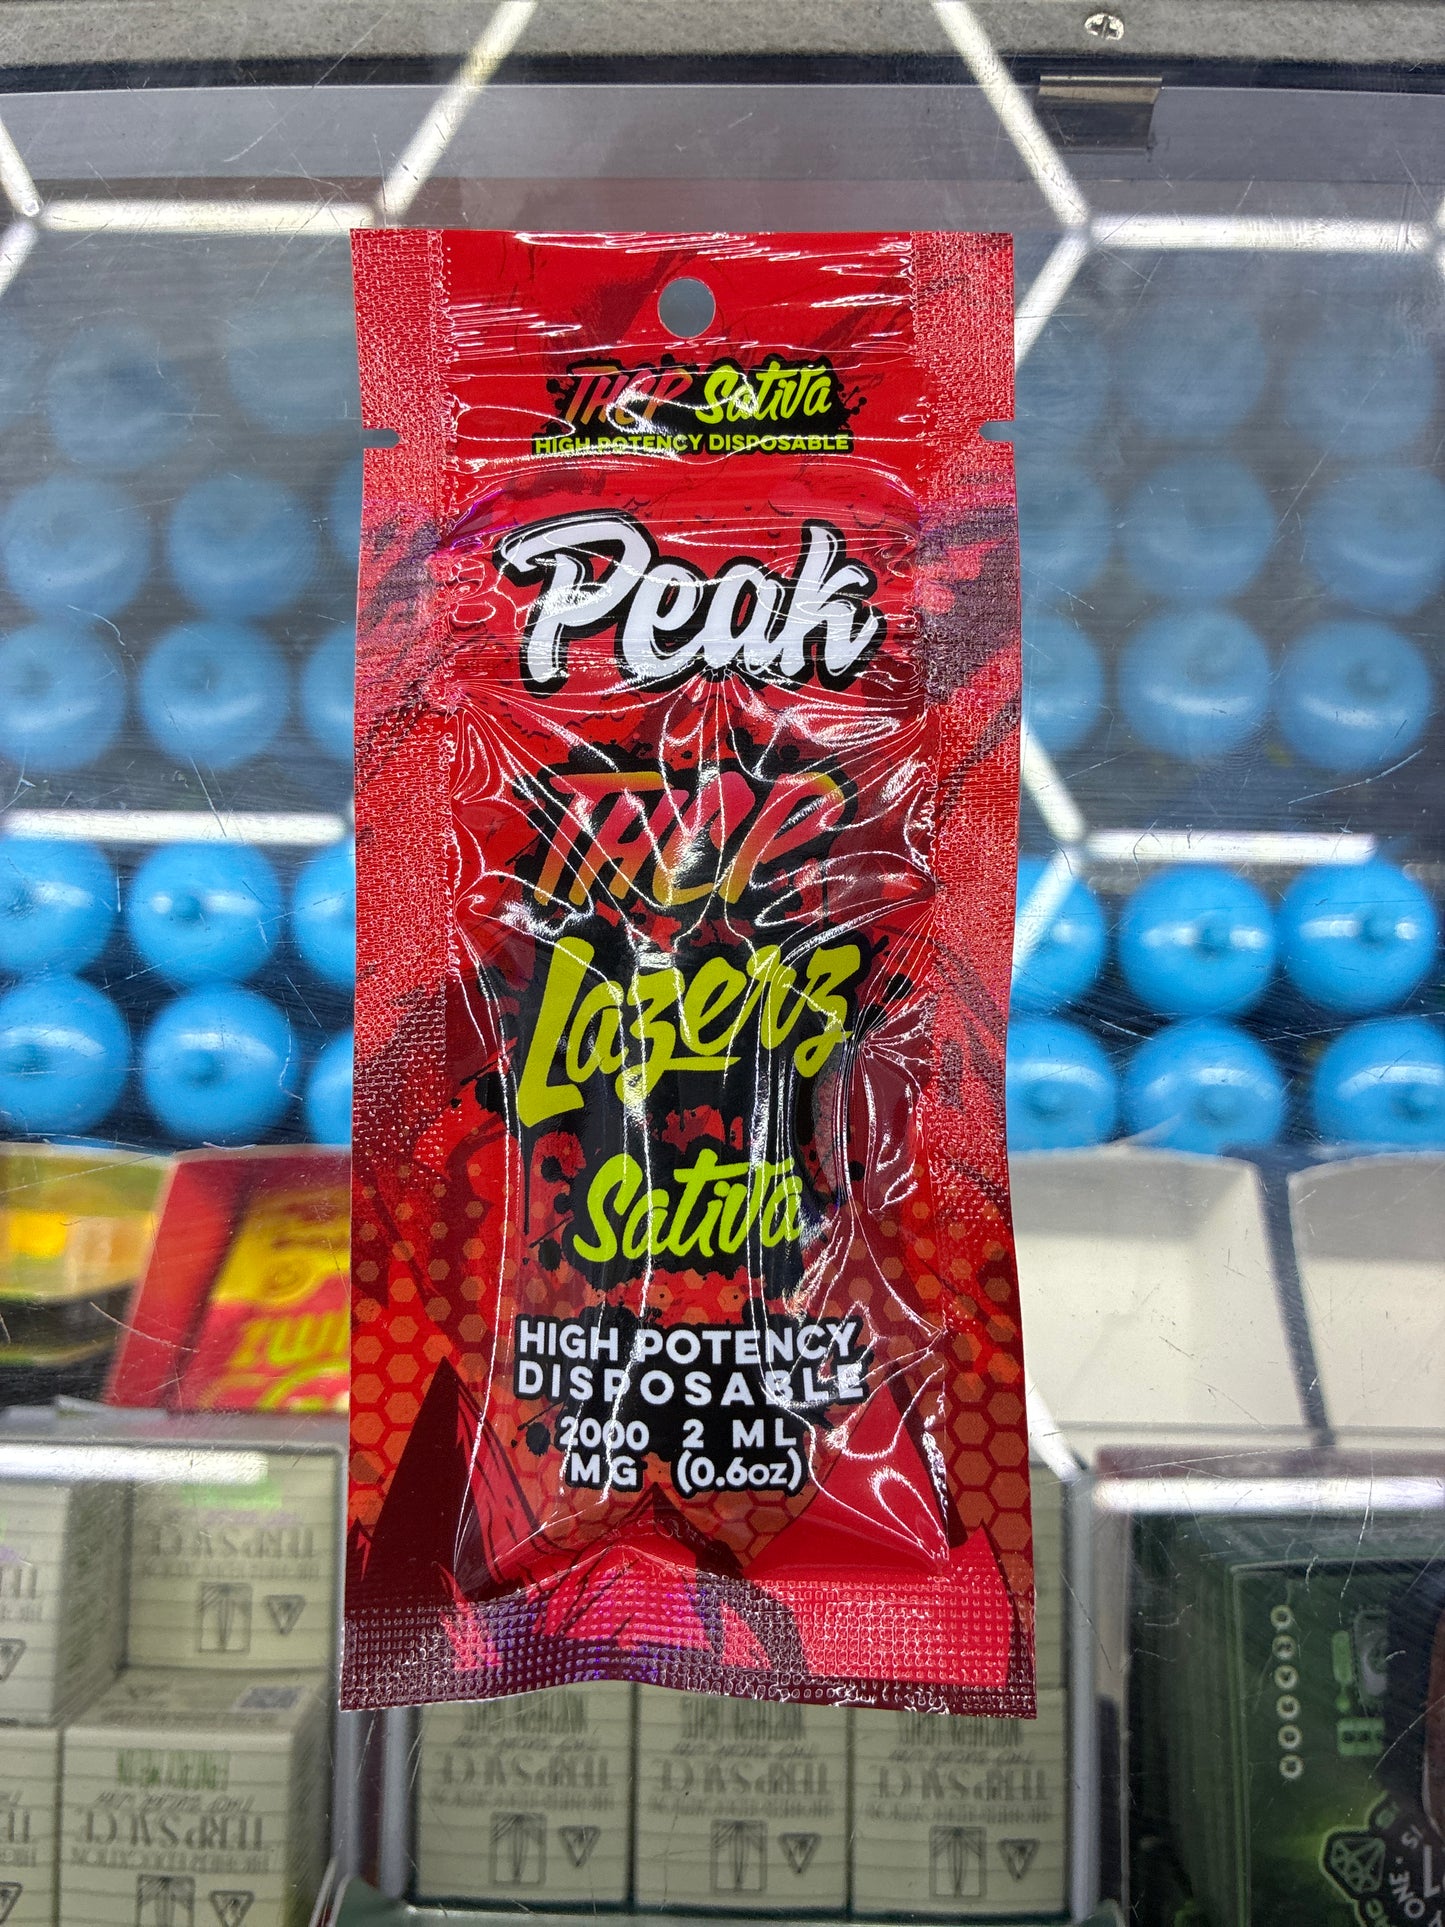 THCP Sativa
HIGH POTENCY DISPOSABLE
Peak
THCP
Lazerz
Sativa
HIGH POTENCY
DISPOSABLE
2000 MG
2 ML (0.6oz)